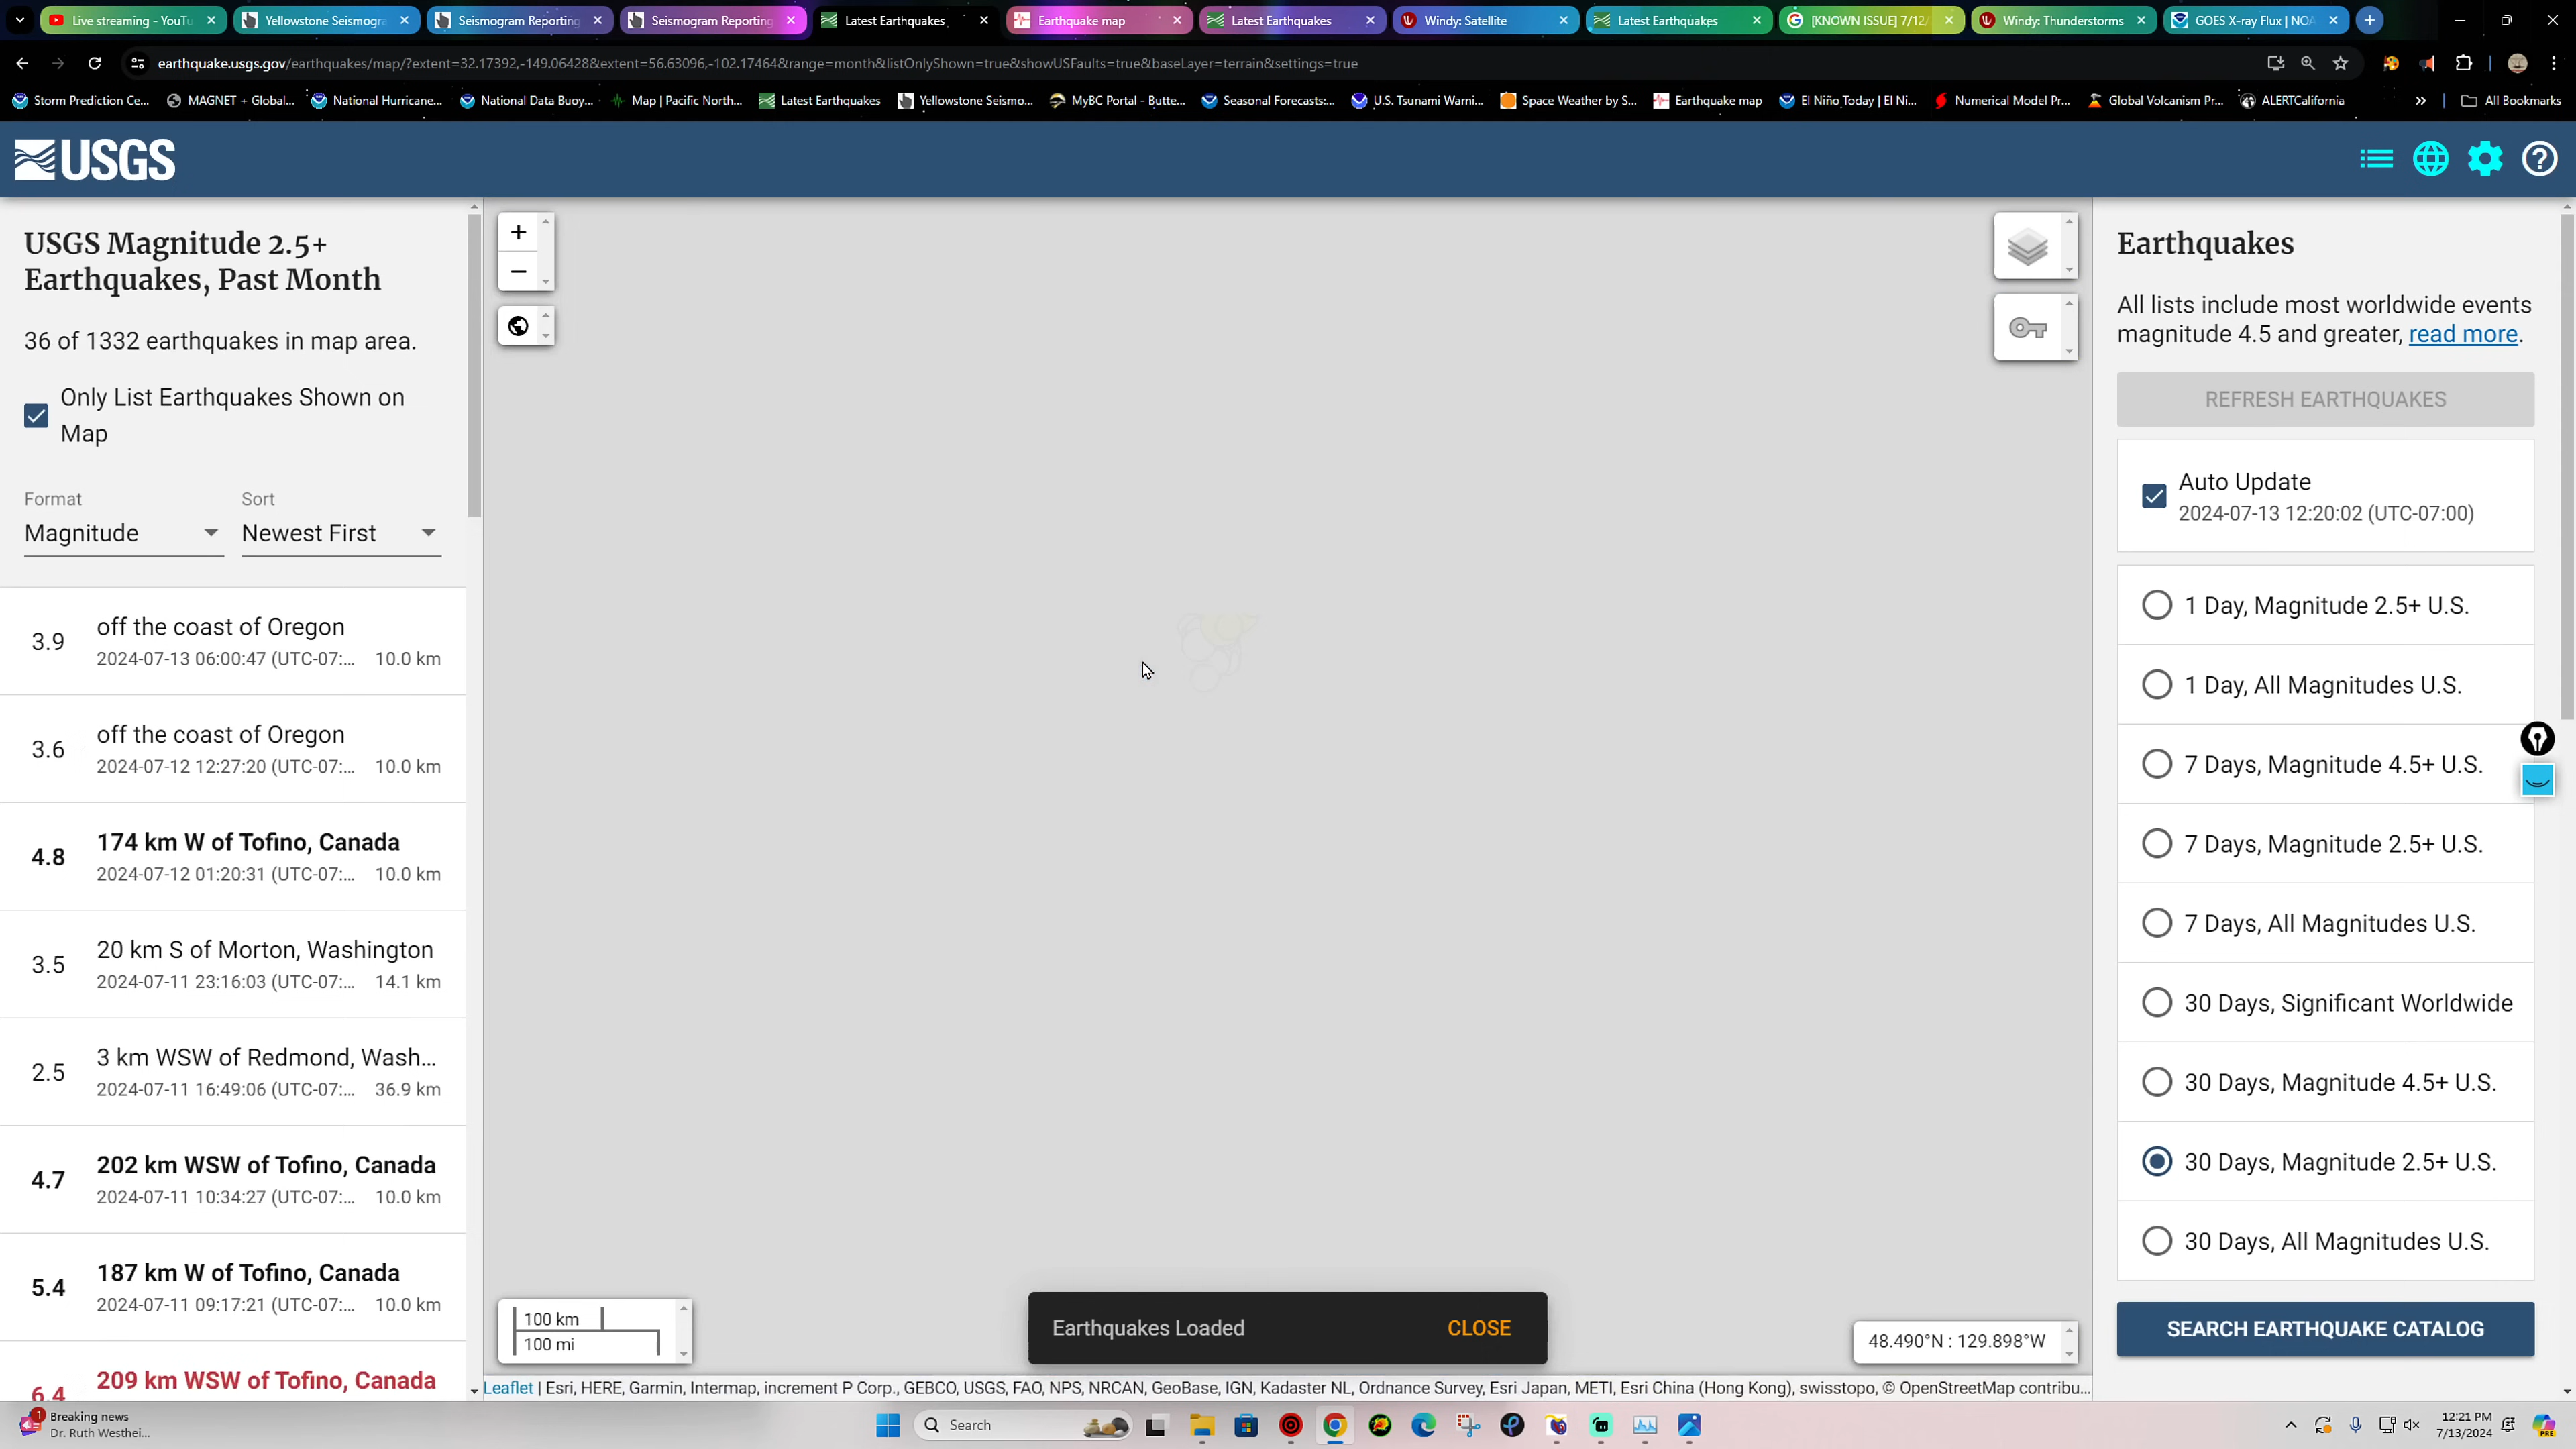 Live streaming - YouTu
Yellowstone Seismogra
Seismogram Reporting
Seismogram Reporting
Latest Earthquakes
Earthquake map
Latest Earthquakes
Windy: Satellite
Latest Earthquakes
[KNOWN ISSUE] 7/12/
Windy: Thunderstorms
GOES X-ray Flux | NOA
earthquake.usgs.gov/earthquakes/map/?extent=32.17392,-149.06428&extent=56.63096,-102.17464&range=month&listOnlyShown=true&showUSFaults=true&baseLayer=terrain&settings=true
Storm Prediction Ce...
MAGNET + Global...
National Hurricane...
National Data Buoy...
Map | Pacific North...
Latest Earthquakes
Yellowstone Seismo...
MyBC Portal - Butte...
Seasonal Forecasts:...
U.S. Tsunami Warni...
Space Weather by S...
Earthquake map
El Niño Today | El Ni...
Numerical Model Pr...
Global Volcanism Pr...
ALERTCalifornia
» All Bookmarks
USGS
USGS Magnitude 2.5+
Earthquakes, Past Month
36 of 1332 earthquakes in map area.
Only List Earthquakes Shown on
Map
Format Sort
Magnitude Newest First
3.9 off the coast of Oregon
2024-07-13 06:00:47 (UTC-07:... 10.0 km
3.6 off the coast of Oregon
2024-07-12 12:27:20 (UTC-07:... 10.0 km
4.8 174 km W of Tofino, Canada
2024-07-12 01:20:31 (UTC-07:... 10.0 km
3.5 20 km S of Morton, Washington
2024-07-11 23:16:03 (UTC-07:... 14.1 km
2.5 3 km WSW of Redmond, Wash...
2024-07-11 16:49:06 (UTC-07:... 36.9 km
4.7 202 km WSW of Tofino, Canada
2024-07-11 10:34:27 (UTC-07:... 10.0 km
5.4 187 km W of Tofino, Canada
2024-07-11 09:17:21 (UTC-07:... 10.0 km
6.4 209 km WSW of Tofino, Canada
+
−
100 km
100 mi
Earthquakes Loaded CLOSE
48.490°N : 129.898°W
Leaflet | Esri, HERE, Garmin, Intermap, increment P Corp., GEBCO, USGS, FAO, NPS, NRCAN, GeoBase, IGN, Kadaster NL, Ordnance Survey, Esri Japan, METI, Esri China (Hong Kong), swisstopo, © OpenStreetMap contribu...
Earthquakes
All lists include most worldwide events
magnitude 4.5 and greater, read more.
REFRESH EARTHQUAKES
Auto Update
2024-07-13 12:20:02 (UTC-07:00)
1 Day, Magnitude 2.5+ U.S.
1 Day, All Magnitudes U.S.
7 Days, Magnitude 4.5+ U.S.
7 Days, Magnitude 2.5+ U.S.
7 Days, All Magnitudes U.S.
30 Days, Significant Worldwide
30 Days, Magnitude 4.5+ U.S.
30 Days, Magnitude 2.5+ U.S.
30 Days, All Magnitudes U.S.
SEARCH EARTHQUAKE CATALOG
1
Breaking news
Dr. Ruth Westhei...
Search
12:21 PM
7/13/2024
PRE